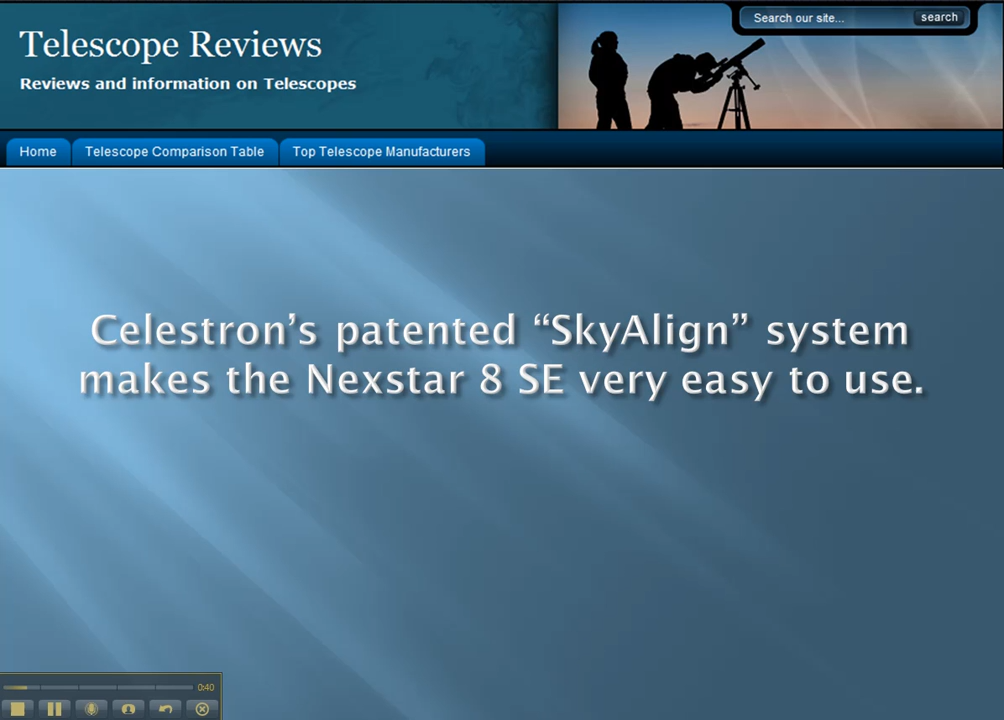 Search our site...
search
Telescope Reviews
Reviews and information on Telescopes
Home
Telescope Comparison Table
Top Telescope Manufacturers
Celestron’s patented “SkyAlign” system
makes the Nexstar 8 SE very easy to use.
0:40